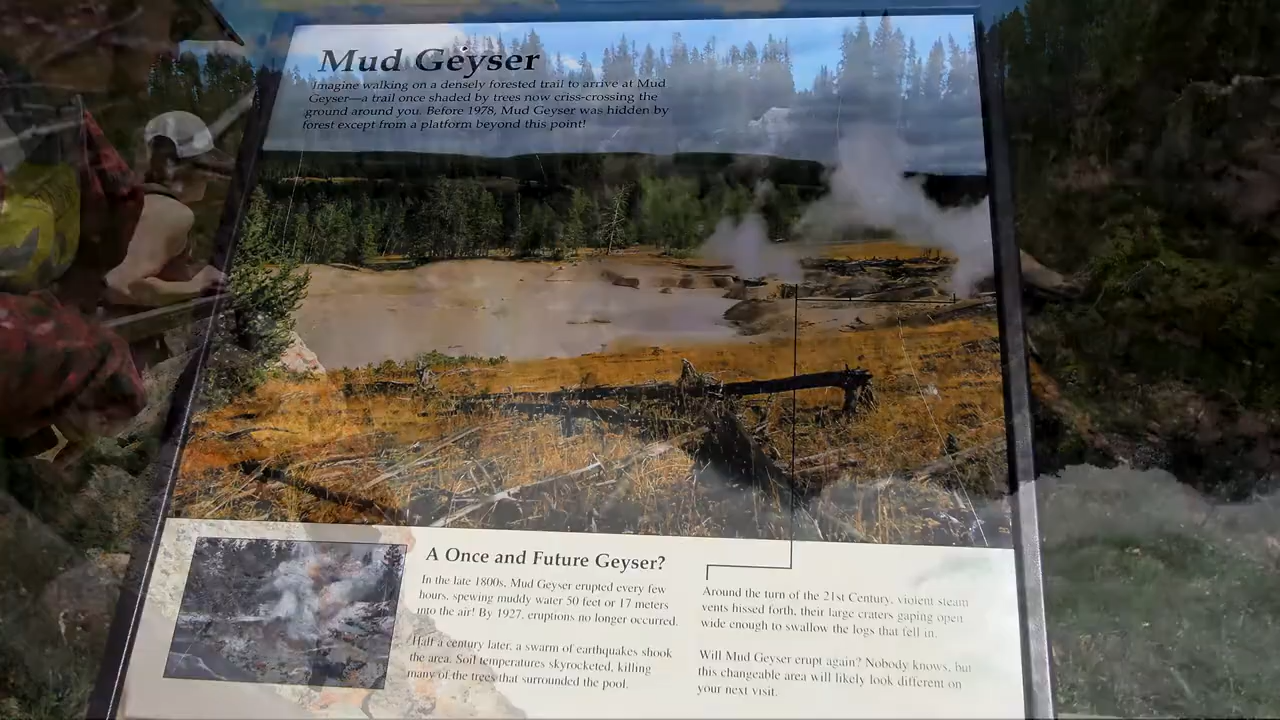 Mud Geyser
Imagine walking on a densely forested trail to arrive at Mud
Geyser—a trail once shaded by trees now criss-crossing the
ground around you. Before 1978, Mud Geyser was hidden by
forest except from a platform beyond this point!
A Once and Future Geyser?
In the late 1800s, Mud Geyser erupted every few
hours, spewing muddy water 50 feet or 17 meters
into the air! By 1927, eruptions no longer occurred.
Half a century later, a swarm of earthquakes shook
the area. Soil temperatures skyrocketed, killing
many of the trees that surrounded the pool.
Around the turn of the 21st Century, violent steam
vents hissed forth, their large craters gaping open
wide enough to swallow the logs that fell in.
Will Mud Geyser erupt again? Nobody knows, but
this changeable area will likely look different on
your next visit.